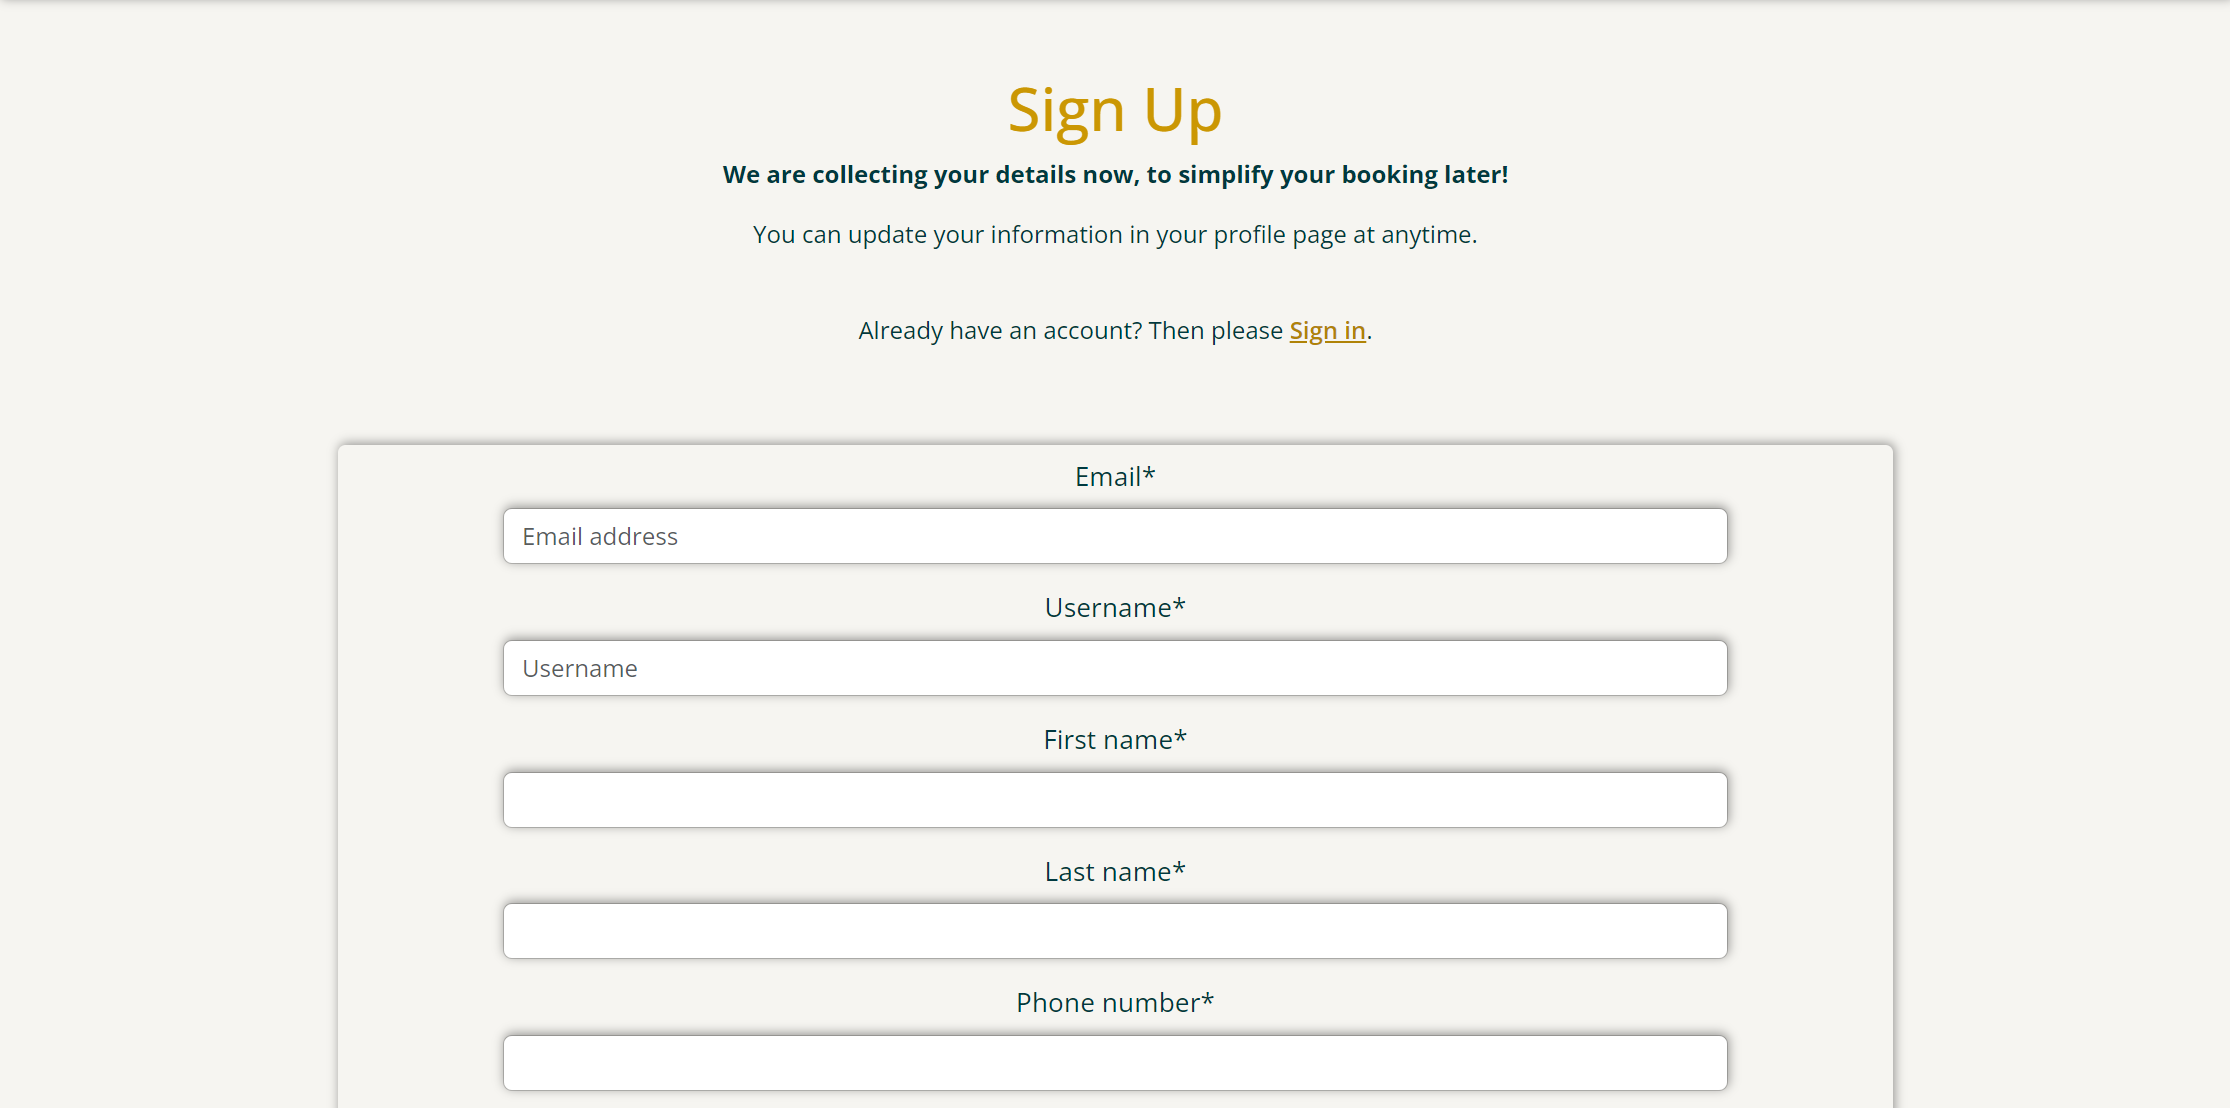 Sign Up
We are collecting your details now, to simplify your booking later!
You can update your information in your profile page at anytime.
Already have an account? Then please Sign in.
Email*
Email address
Username*
Username
First name*
Last name*
Phone number*